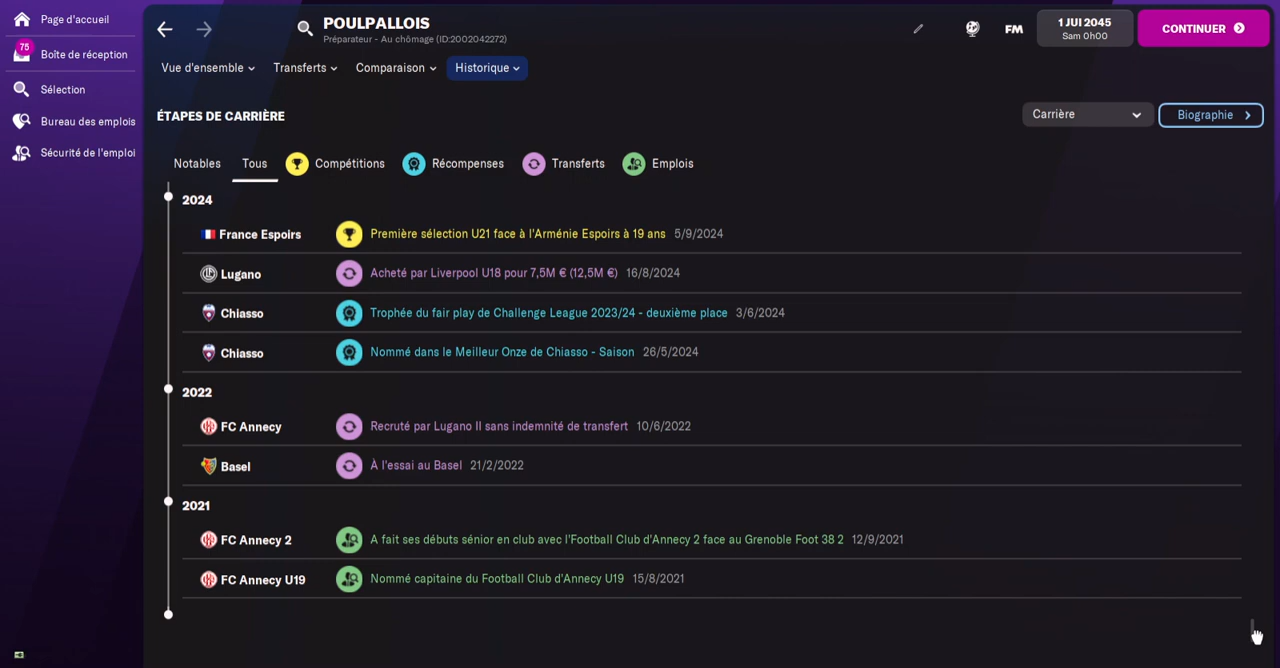 Page d'accueil
75
Boîte de réception
Sélection
Bureau des emplois
Sécurité de l'emploi
POULPALLOIS
Préparateur - Au chômage (ID:2002042272)
FM
1 JUI 2045
Sam 0h00
CONTINUER
Vue d'ensemble
Transferts
Comparaison
Historique
ÉTAPES DE CARRIÈRE
Carrière
Biographie
Notables
Tous
Compétitions
Récompenses
Transferts
Emplois
2024
France Espoirs Première sélection U21 face à l'Arménie Espoirs à 19 ans 5/9/2024
Lugano Acheté par Liverpool U18 pour 7,5M € (12,5M €) 16/8/2024
Chiasso Trophée du fair play de Challenge League 2023/24 - deuxième place 3/6/2024
Chiasso Nommé dans le Meilleur Onze de Chiasso - Saison 26/5/2024
2022
FC Annecy Recruté par Lugano II sans indemnité de transfert 10/6/2022
Basel À l'essai au Basel 21/2/2022
2021
FC Annecy 2 A fait ses débuts sénior en club avec l'Football Club d'Annecy 2 face au Grenoble Foot 38 2 12/9/2021
FC Annecy U19 Nommé capitaine du Football Club d'Annecy U19 15/8/2021